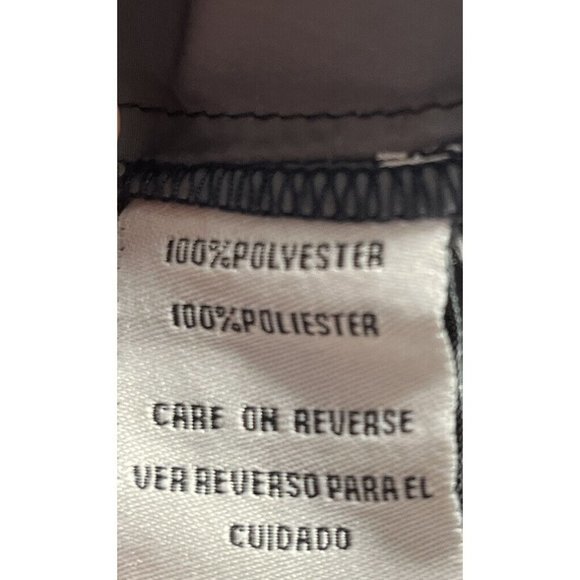 100%POLYESTER
100%POLIESTER
CARE ON REVERSE
VER REVERSO PARA EL
CUIDADO